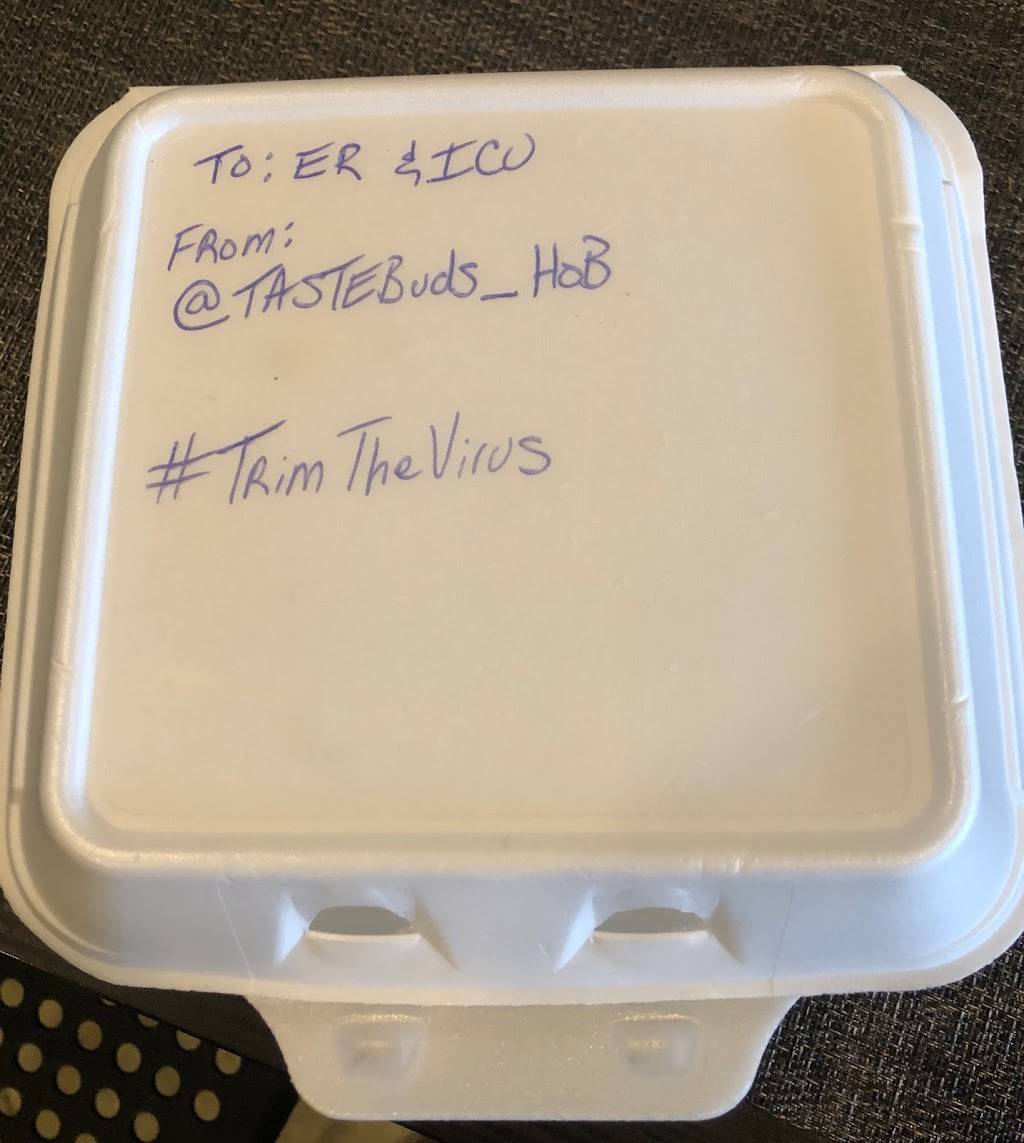 TO: ER & ICU
FROM:
@TASTEBudS_HoB
#TRimTheVirus